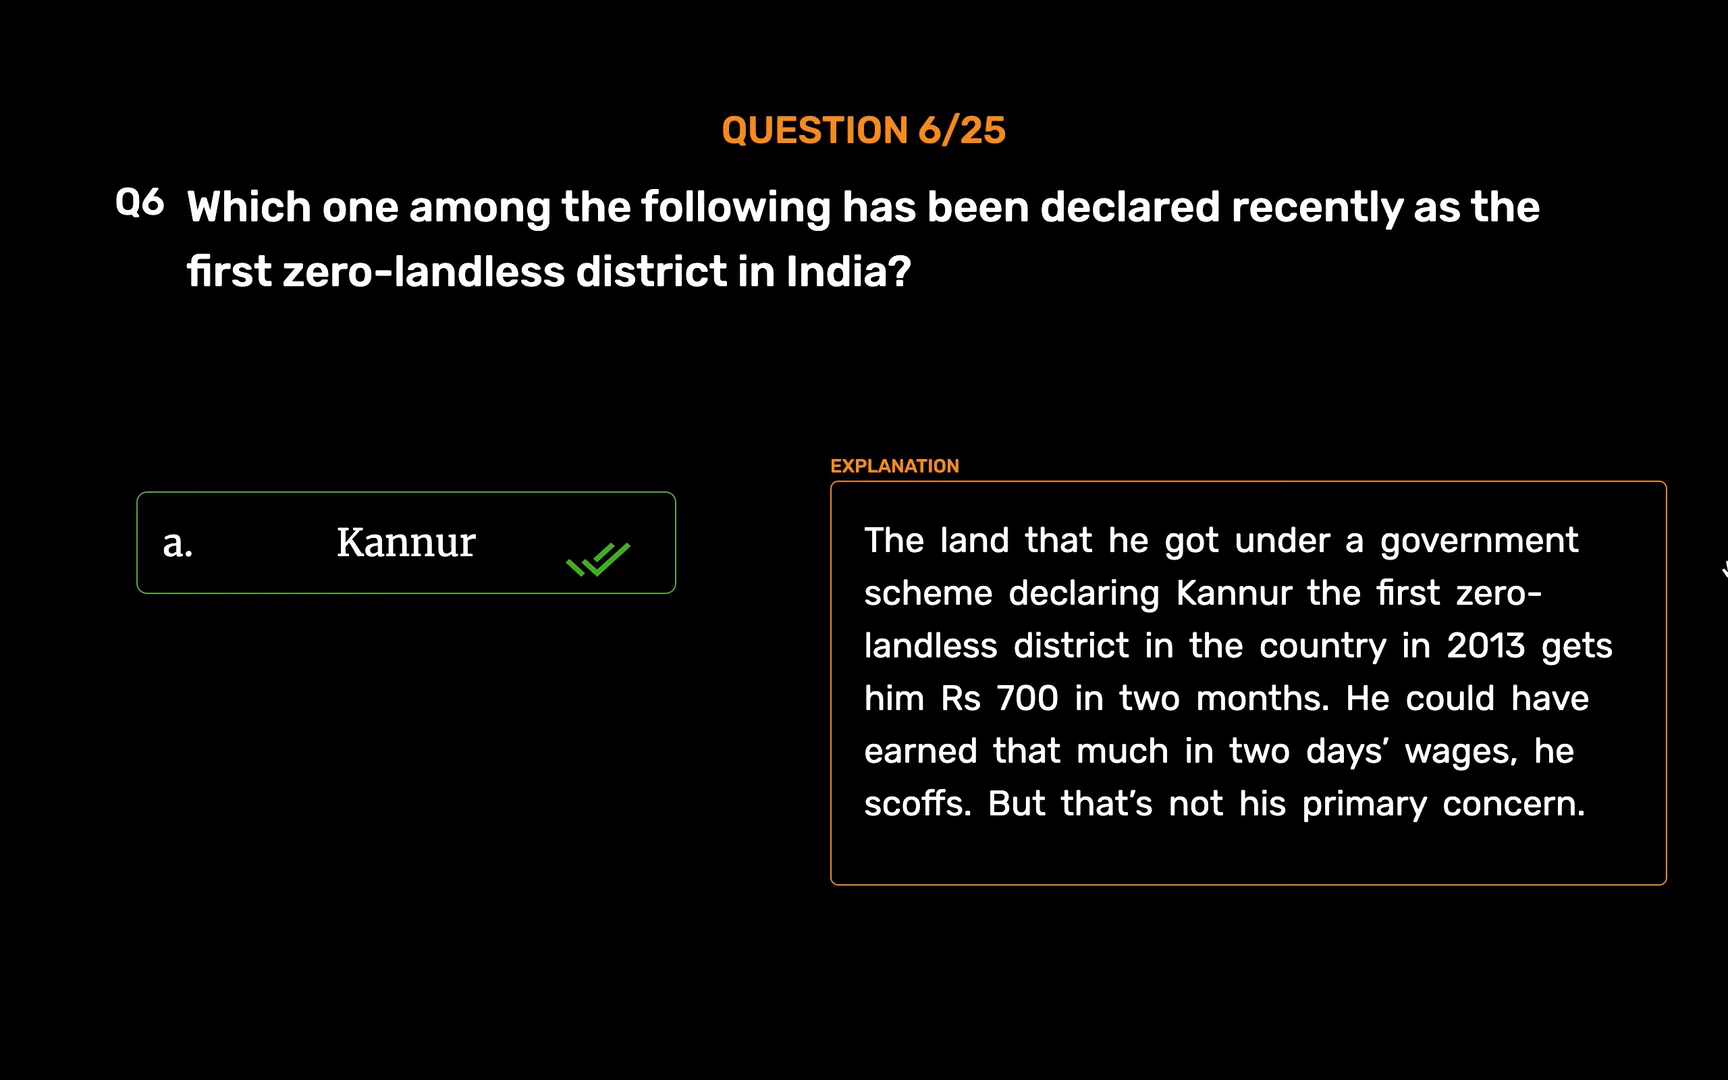 QUESTION 6/25
Q6 Which one among the following has been declared recently as the
first zero-landless district in India?
a. Kannur
EXPLANATION
The land that he got under a government
scheme declaring Kannur the first zero-
landless district in the country in 2013 gets
him Rs 700 in two months. He could have
earned that much in two days’ wages, he
scoffs. But that’s not his primary concern.